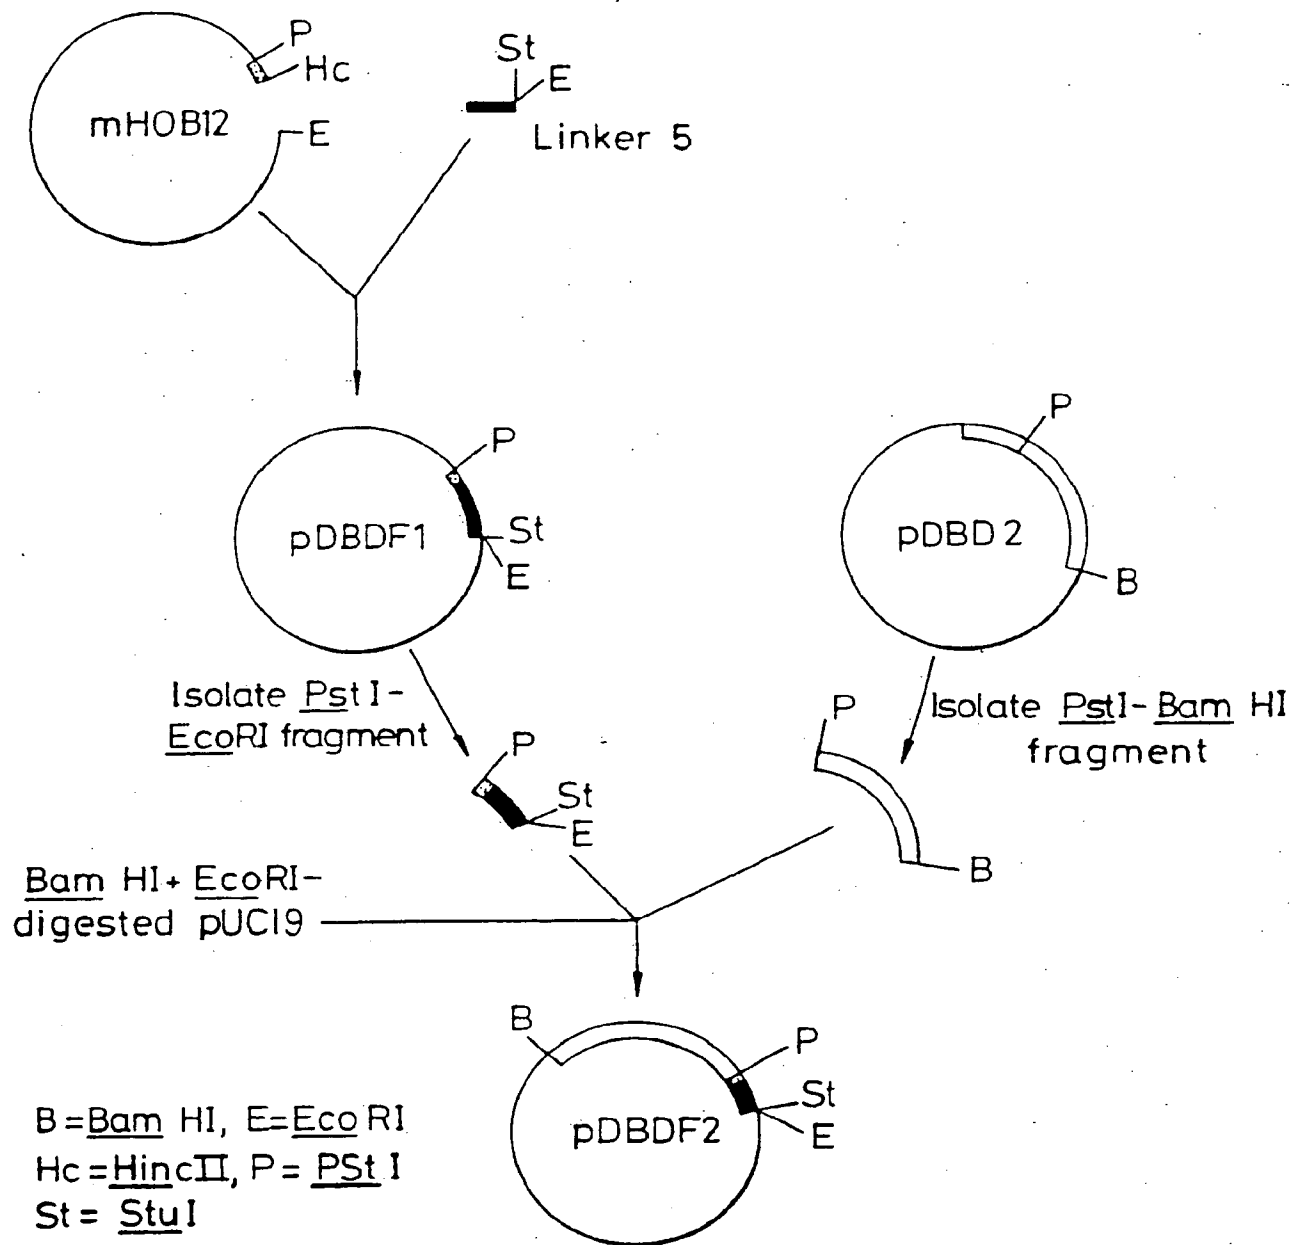 P
Hc
mHOB12
E
St
E
Linker 5
P
pDBDF1
St
E
P
pDBD2
B
Isolate PstI-
EcoRI fragment
Isolate PstI-Bam HI
fragment
P
St
E
P
B
Bam HI+ EcoRI-
digested pUC19
B
P
St
E
pDBDF2
B=Bam HI, E=EcoRI
Hc=HincII, P= PSt I
St= StuI